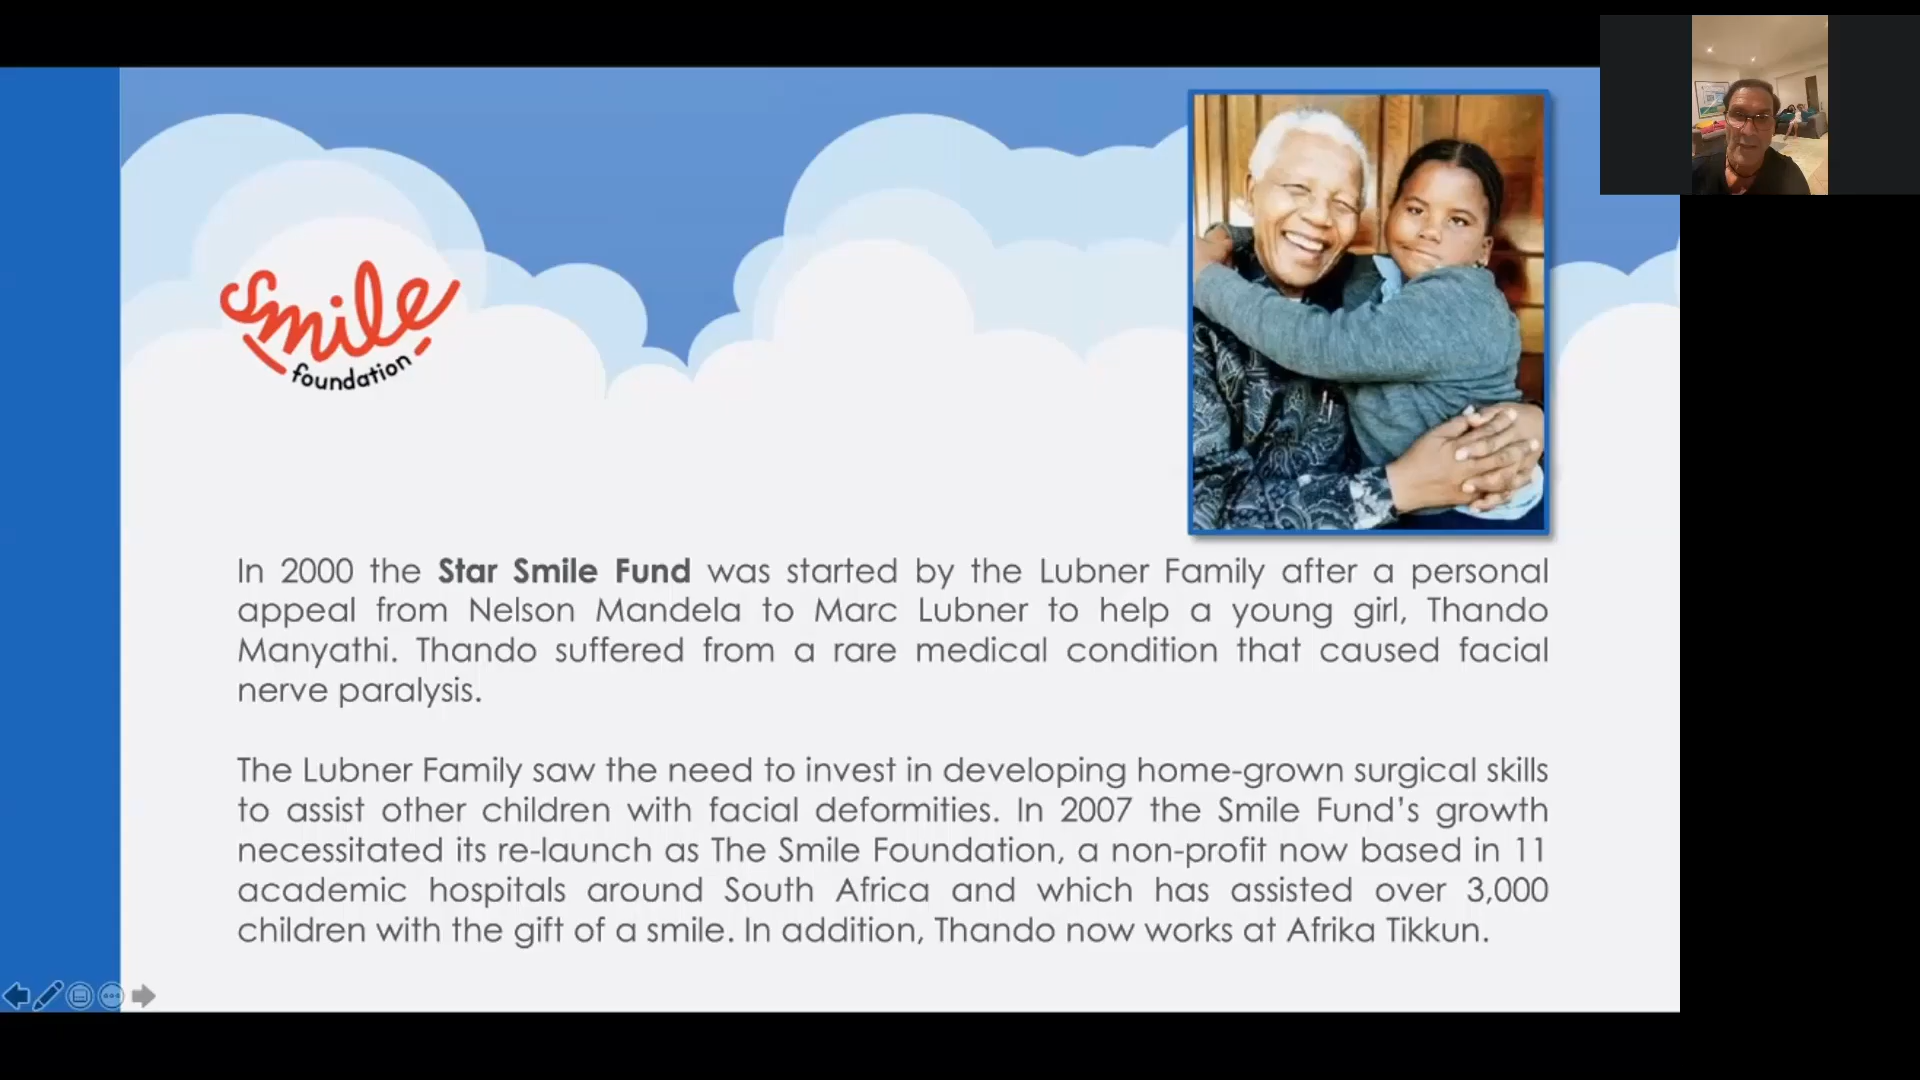 smile
foundation
In 2000 the Star Smile Fund was started by the Lubner Family after a personal
appeal from Nelson Mandela to Marc Lubner to help a young girl, Thando
Manyathi. Thando suffered from a rare medical condition that caused facial
nerve paralysis.
The Lubner Family saw the need to invest in developing home-grown surgical skills
to assist other children with facial deformities. In 2007 the Smile Fund’s growth
necessitated its re-launch as The Smile Foundation, a non-profit now based in 11
academic hospitals around South Africa and which has assisted over 3,000
children with the gift of a smile. In addition, Thando now works at Afrika Tikkun.